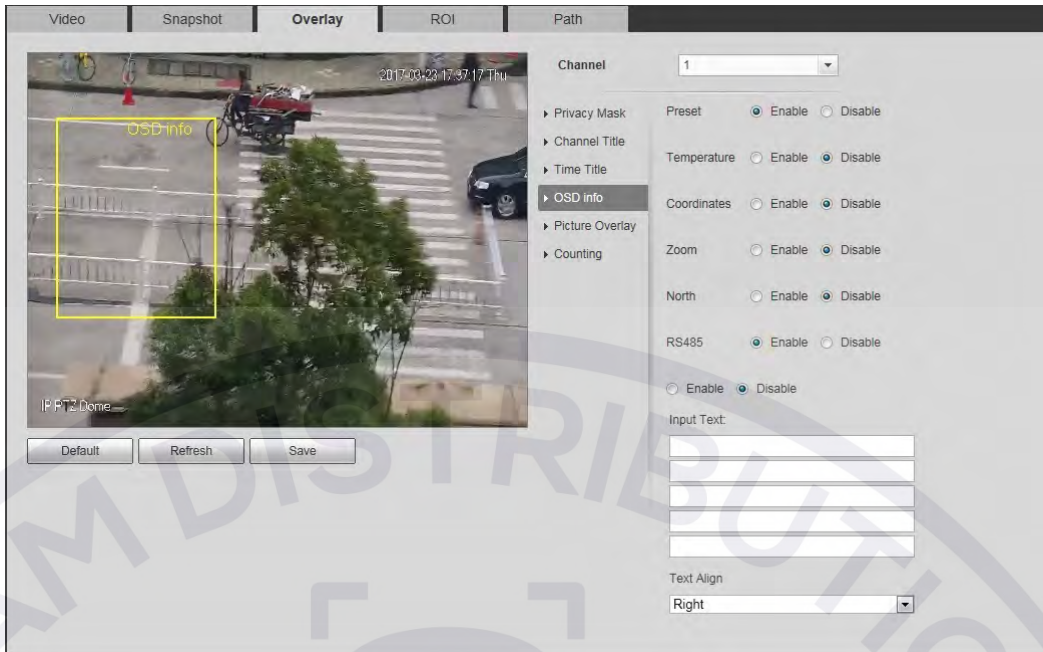 Video
Snapshot
Overlay
ROI
Path
2017-03-23 17:37:17 Thu
OSD info
IP PTZ Dome
Default
Refresh
Save
Channel
1
Privacy Mask
Channel Title
Time Title
OSD info
Picture Overlay
Counting
Preset Enable Disable
Temperature Enable Disable
Coordinates Enable Disable
Zoom Enable Disable
North Enable Disable
RS485 Enable Disable
Enable Disable
Input Text:
Text Align
Right
AM DISTRIBUTIO